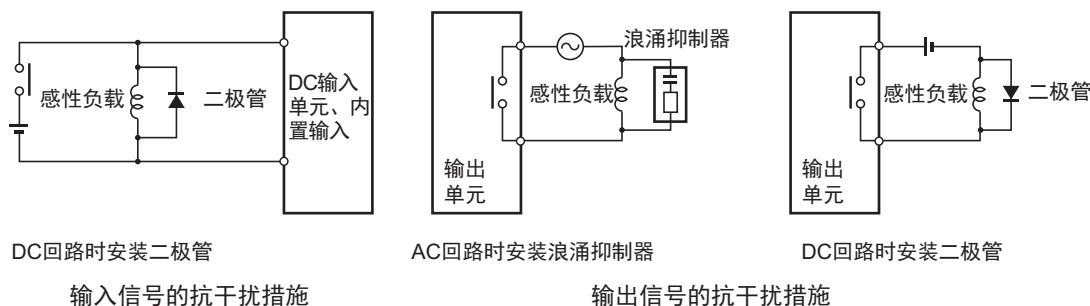 感性负载
二极管
DC输入
单元、内
置输入
DC回路时安装二极管
输入信号的抗干扰措施
浪涌抑制器
感性负载
输出
单元
AC回路时安装浪涌抑制器
感性负载
二极管
输出
单元
DC回路时安装二极管
输出信号的抗干扰措施